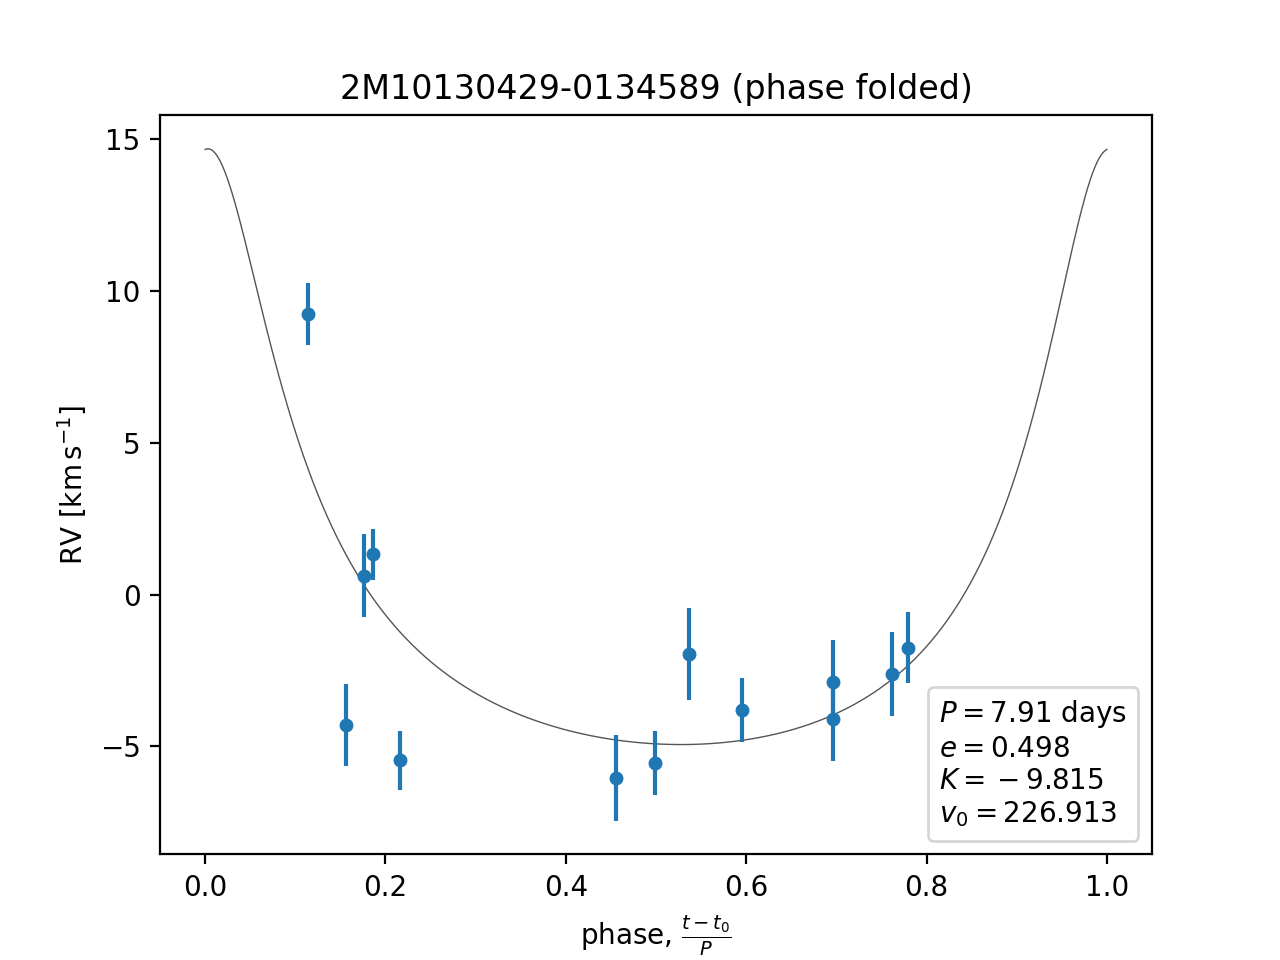 2M10130429-0134589 (phase folded)
15
10
5
0
−5
RV [km s⁻¹]
P = 7.91 days
e = 0.498
K = − 9.815
v₀ = 226.913
0.0 0.2 0.4 0.6 0.8 1.0
phase, (t − t₀)/P